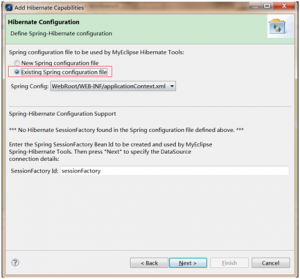 Add Hibernate Capabilities
Hibernate Configuration
Define Spring-Hibernate configuration
Spring configuration file to be used by MyEclipse Hibernate Tools:
New Spring configuration file
Existing Spring configuration file
Spring Config: WebRoot/WEB-INF/applicationContext.xml
Spring-Hibernate Configuration Support
*** No Hibernate SessionFactory found in the Spring configuration file defined above. ***
Enter the Spring SessionFactory Bean Id to be created and used by MyEclipse
Spring-Hibernate Tools. Then press "Next" to specify the DataSource
connection details:
SessionFactory Id: sessionFactory
< Back Next > Finish Cancel